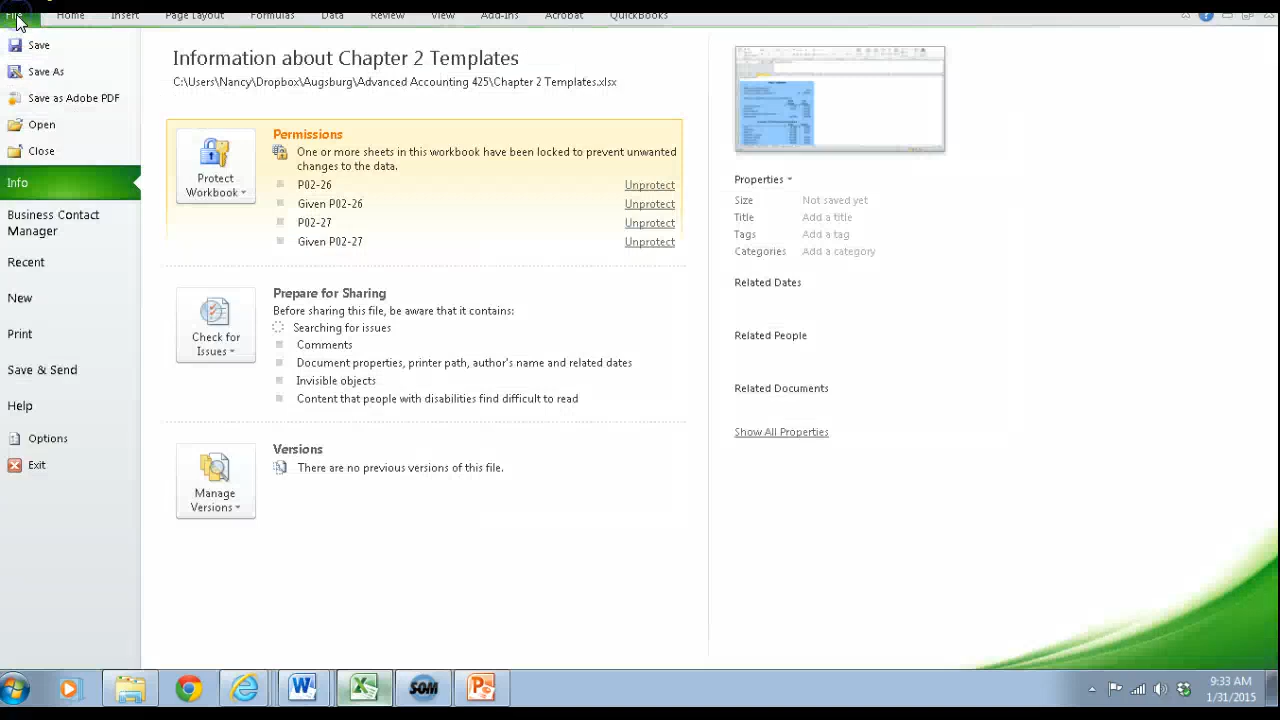 File Home Insert Page Layout Formulas Data Review View Add-Ins Acrobat QuickBooks
Save
Save As
Save as Adobe PDF
Open
Close
Info
Business Contact
Manager
Recent
New
Print
Save & Send
Help
Options
Exit
Information about Chapter 2 Templates
C:\Users\Nancy\Dropbox\Augsburg\Advanced Accounting 425\Chapter 2 Templates.xlsx
Protect
Workbook
Permissions
One or more sheets in this workbook have been locked to prevent unwanted
changes to the data.
P02-26 Unprotect
Given P02-26 Unprotect
P02-27 Unprotect
Given P02-27 Unprotect
Check for
Issues
Prepare for Sharing
Before sharing this file, be aware that it contains:
Searching for issues
Comments
Document properties, printer path, author's name and related dates
Invisible objects
Content that people with disabilities find difficult to read
Manage
Versions
Versions
There are no previous versions of this file.
Properties
Size Not saved yet
Title Add a title
Tags Add a tag
Categories Add a category
Related Dates
Related People
Related Documents
Show All Properties
SOM
9:33 AM
1/31/2015